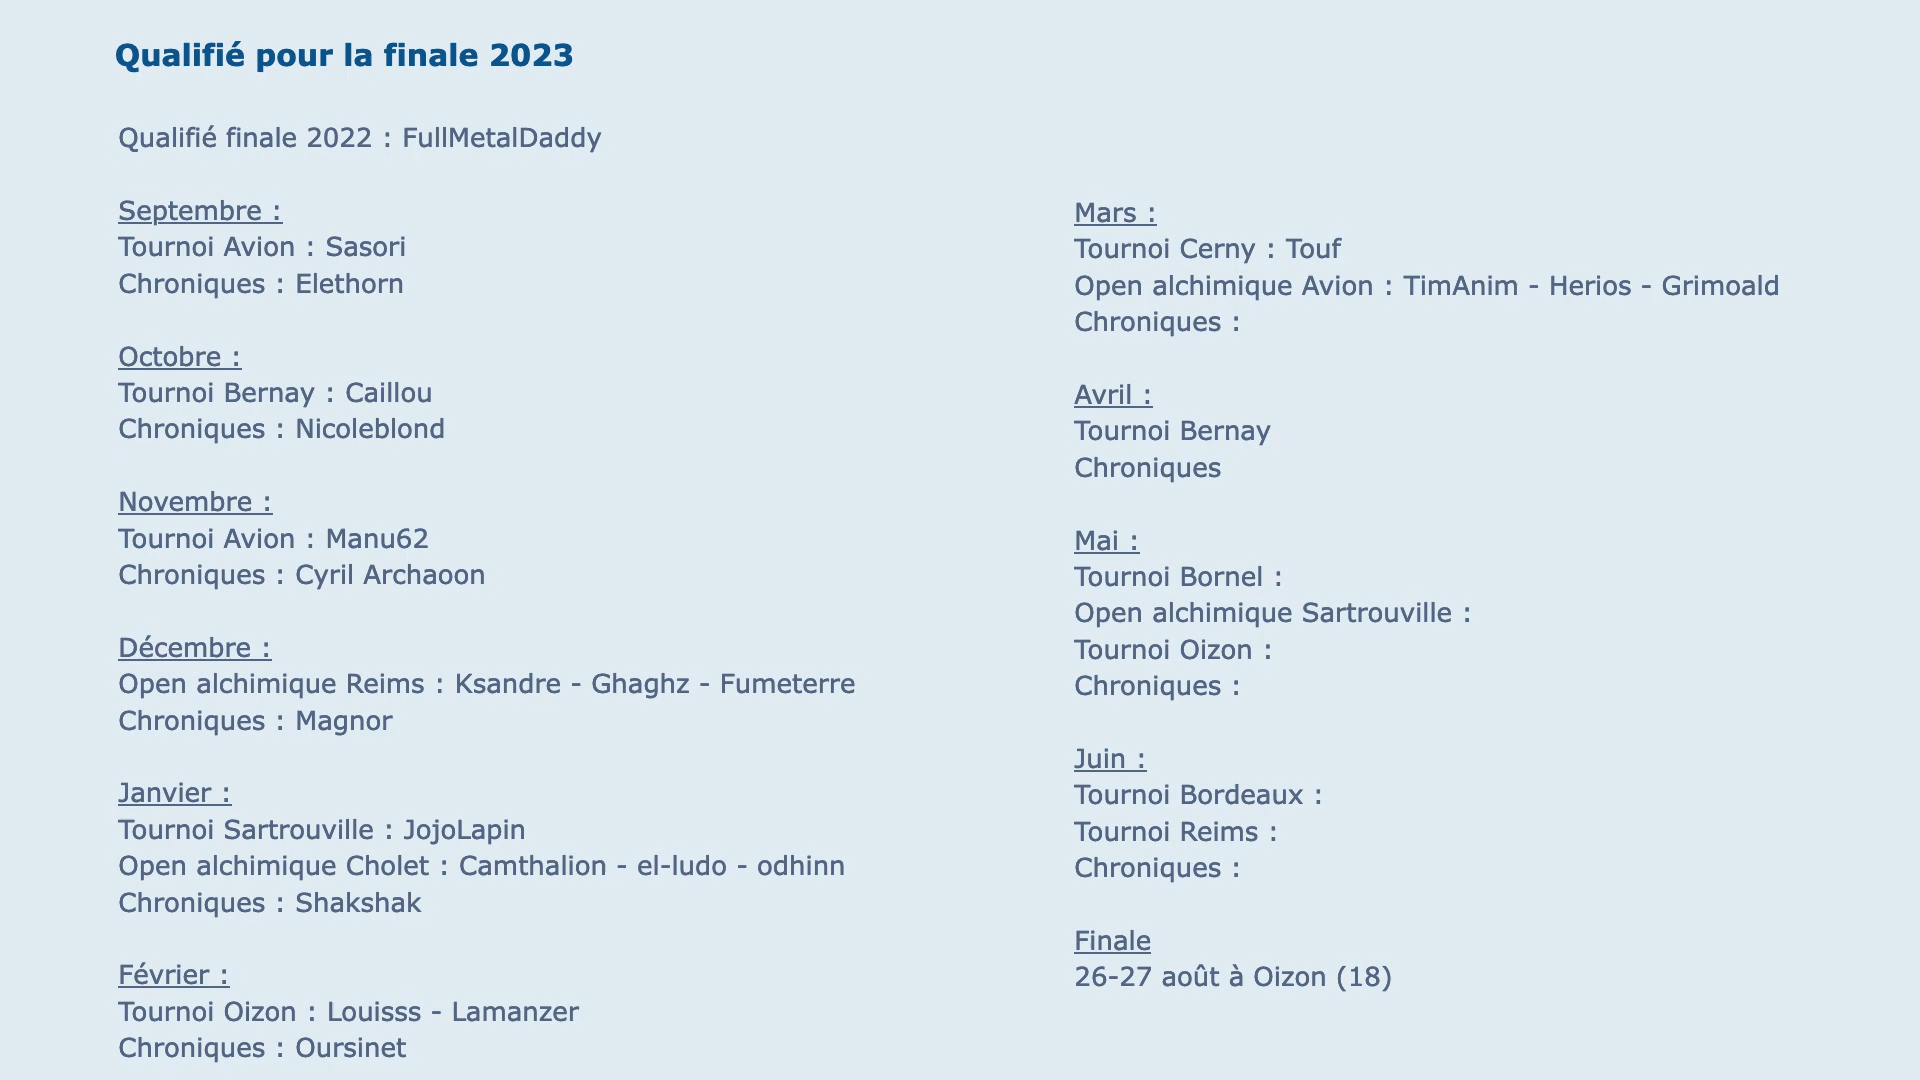 Qualifié pour la finale 2023
Qualifié finale 2022 : FullMetalDaddy
Septembre :
Tournoi Avion : Sasori
Chroniques : Elethorn
Octobre :
Tournoi Bernay : Caillou
Chroniques : Nicoleblond
Novembre :
Tournoi Avion : Manu62
Chroniques : Cyril Archaoon
Décembre :
Open alchimique Reims : Ksandre - Ghaghz - Fumeterre
Chroniques : Magnor
Janvier :
Tournoi Sartrouville : JojoLapin
Open alchimique Cholet : Camthalion - el-ludo - odhinn
Chroniques : Shakshak
Février :
Tournoi Oizon : Louisss - Lamanzer
Chroniques : Oursinet
Mars :
Tournoi Cerny : Touf
Open alchimique Avion : TimAnim - Herios - Grimoald
Chroniques :
Avril :
Tournoi Bernay
Chroniques
Mai :
Tournoi Bornel :
Open alchimique Sartrouville :
Tournoi Oizon :
Chroniques :
Juin :
Tournoi Bordeaux :
Tournoi Reims :
Chroniques :
Finale
26-27 août à Oizon (18)